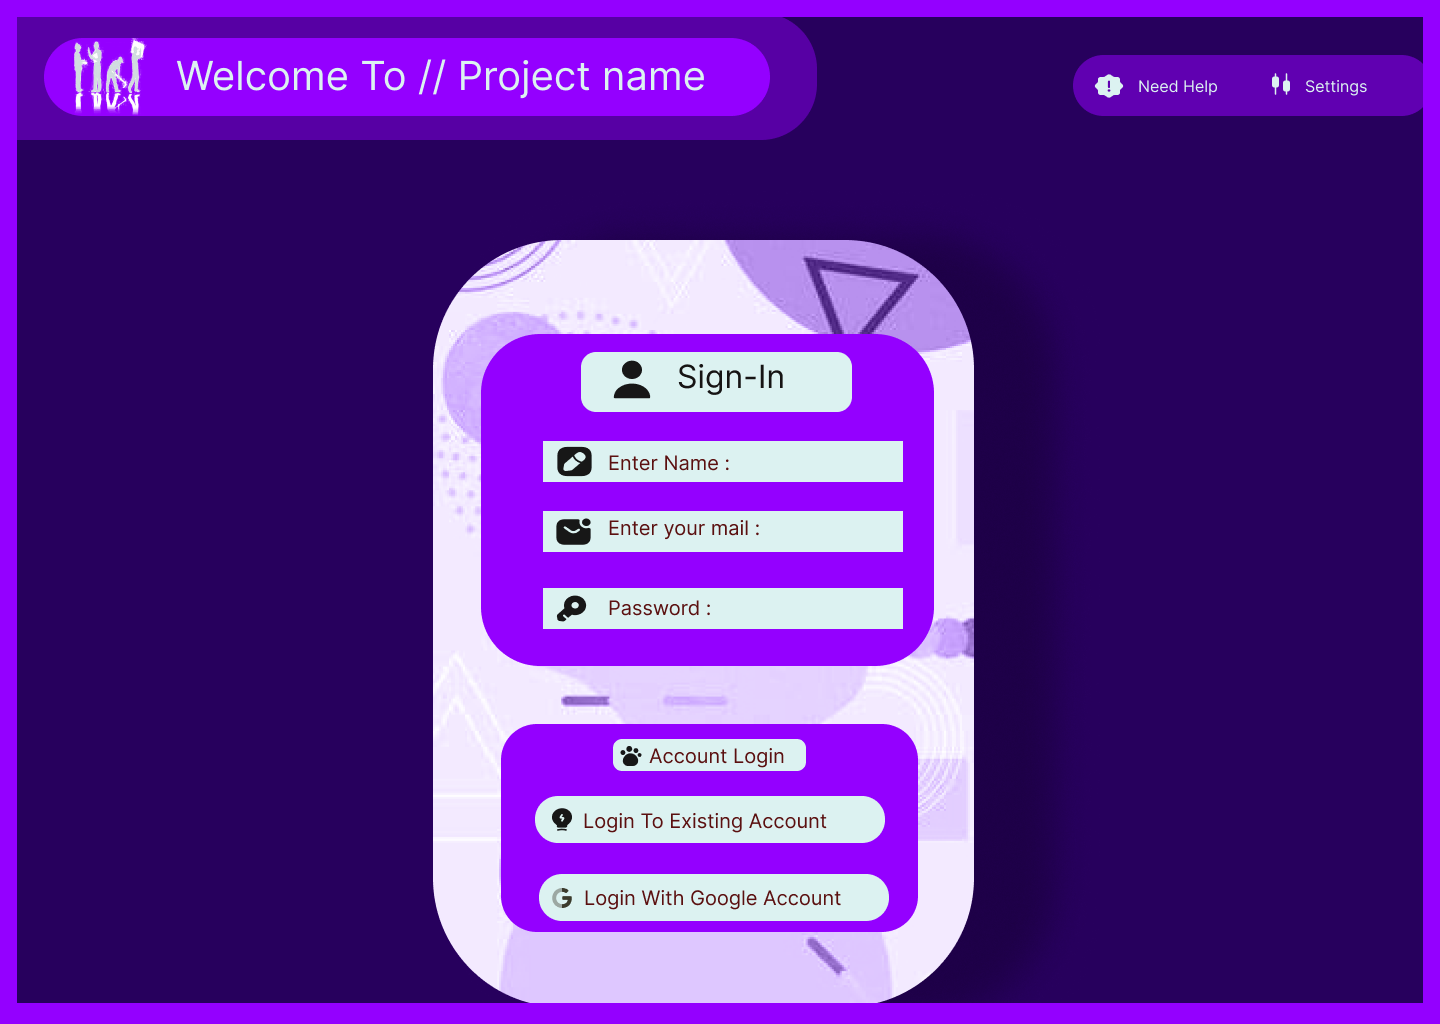 Welcome To // Project name
Need Help
Settings
Sign-In
Enter Name :
Enter your mail :
Password :
Account Login
Login To Existing Account
Login With Google Account